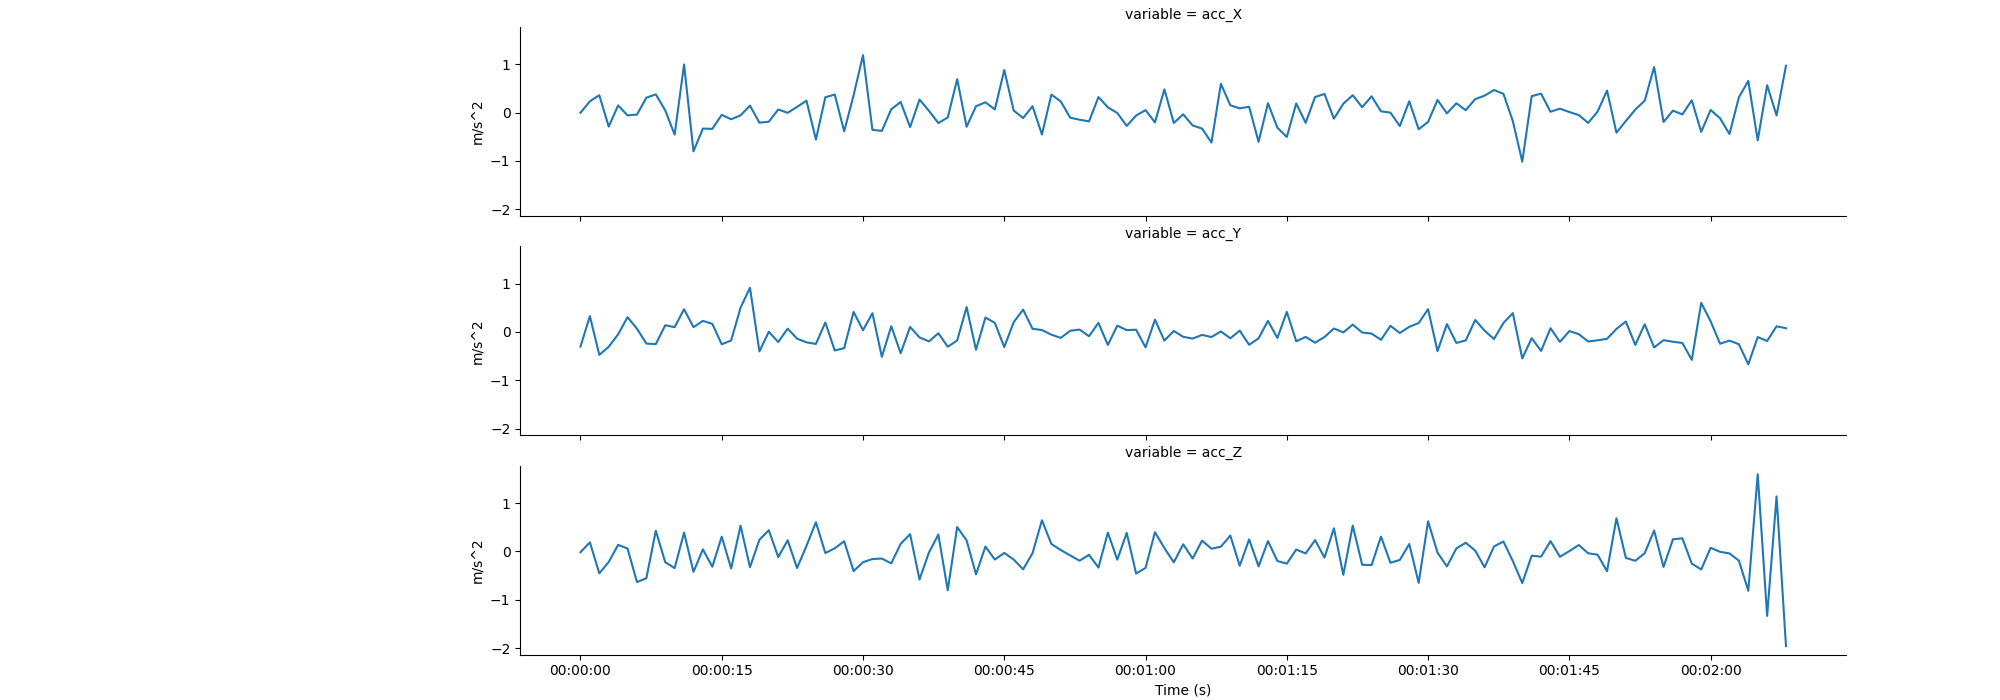 variable = acc_X
m/s^2
1
0
−1
−2
variable = acc_Y
m/s^2
1
0
−1
−2
variable = acc_Z
m/s^2
1
0
−1
−2
00:00:00 00:00:15 00:00:30 00:00:45 00:01:00 00:01:15 00:01:30 00:01:45 00:02:00
Time (s)